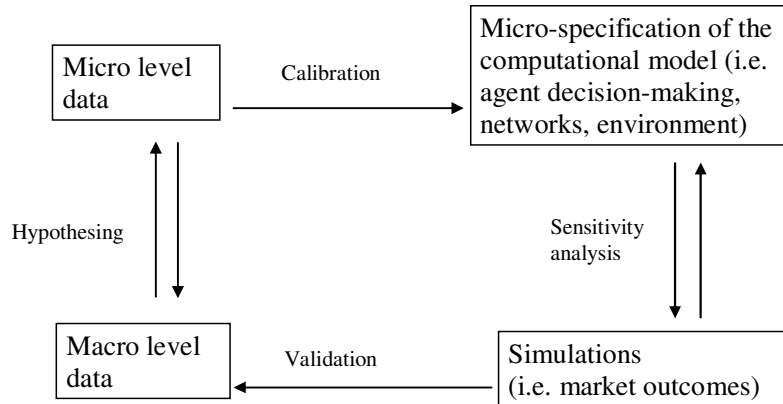 Micro level
data
Calibration
Micro-specification of the
computational model (i.e.
agent decision-making,
networks, environment)
Hypothesing
Sensitivity
analysis
Macro level
data
Validation
Simulations
(i.e. market outcomes)